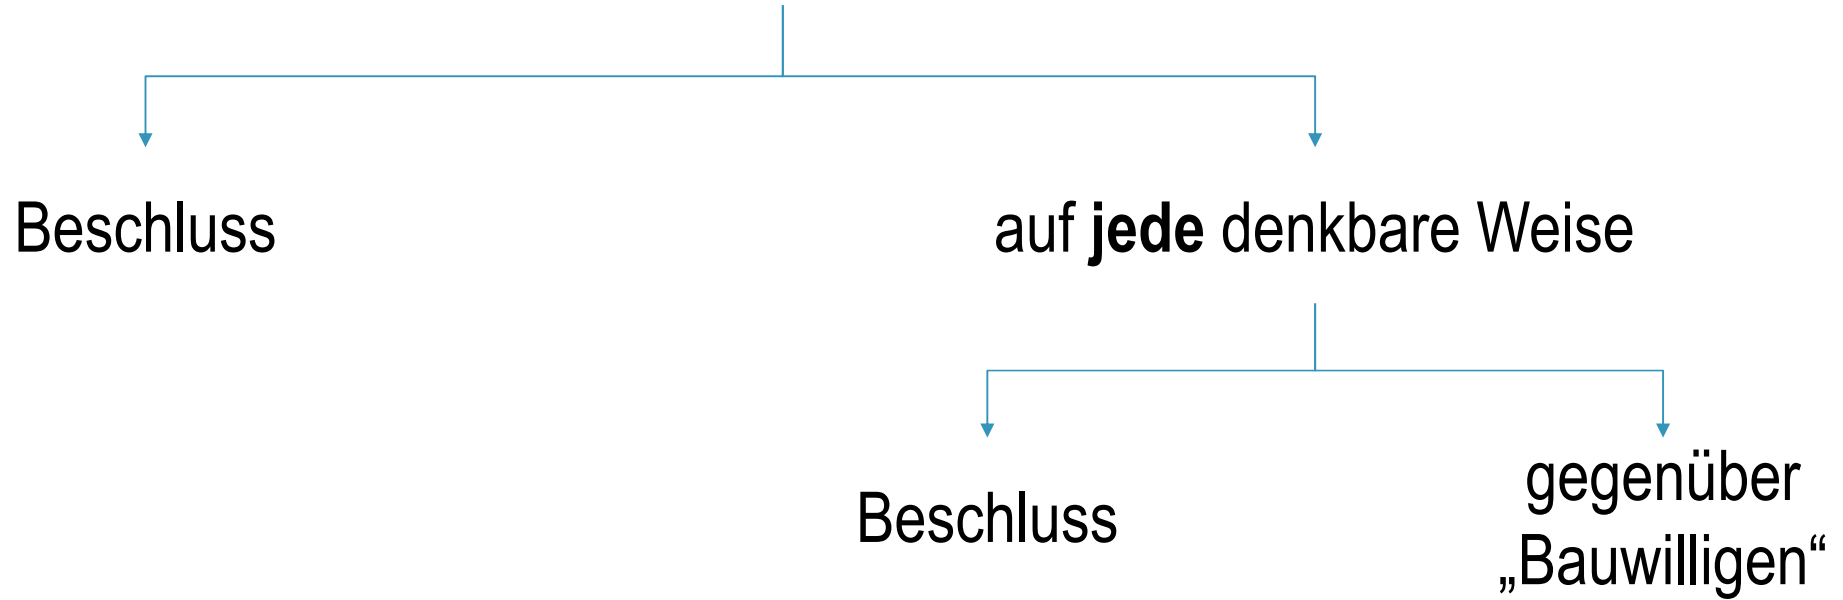 Beschluss
auf jede denkbare Weise
Beschluss
gegenüber
„Bauwilligen“